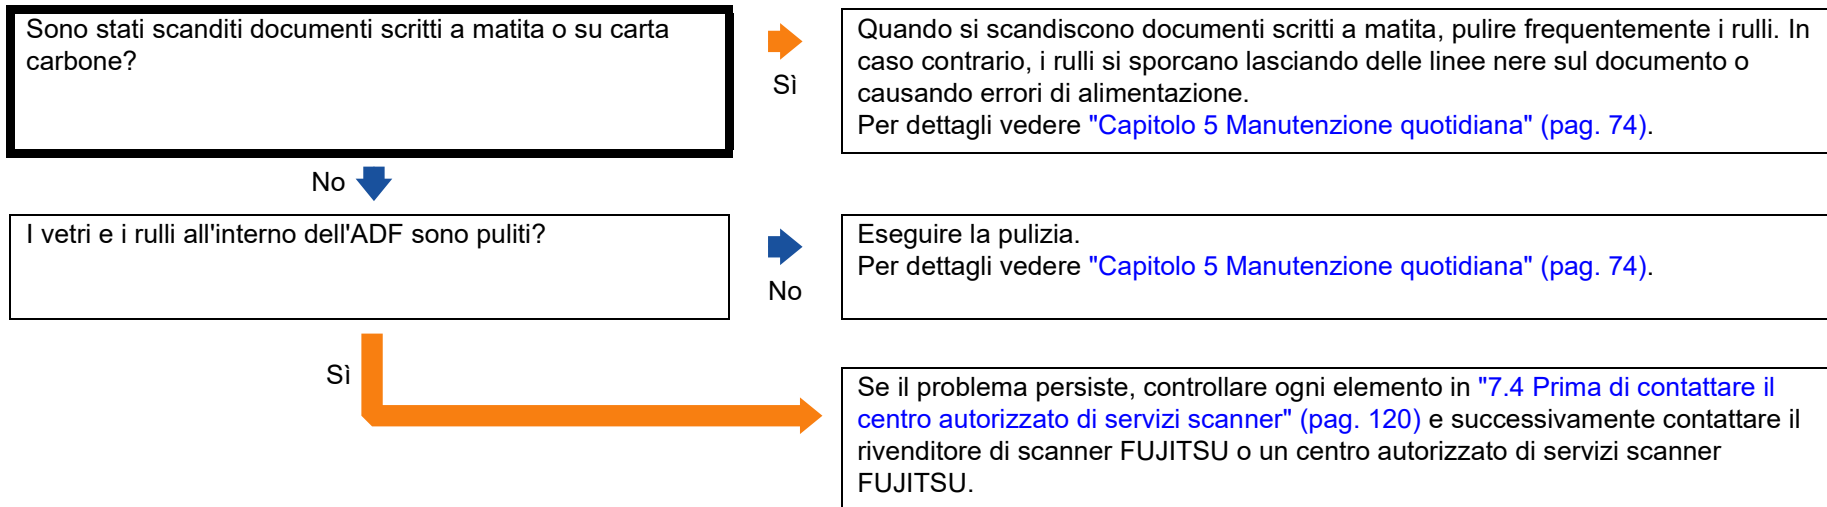 Sono stati scanditi documenti scritti a matita o su carta
carbone?
Sì
Quando si scandiscono documenti scritti a matita, pulire frequentemente i rulli. In
caso contrario, i rulli si sporcano lasciando delle linee nere sul documento o
causando errori di alimentazione.
Per dettagli vedere "Capitolo 5 Manutenzione quotidiana" (pag. 74).
No
I vetri e i rulli all'interno dell'ADF sono puliti?
No
Eseguire la pulizia.
Per dettagli vedere "Capitolo 5 Manutenzione quotidiana" (pag. 74).
Sì
Se il problema persiste, controllare ogni elemento in "7.4 Prima di contattare il
centro autorizzato di servizi scanner" (pag. 120) e successivamente contattare il
rivenditore di scanner FUJITSU o un centro autorizzato di servizi scanner
FUJITSU.